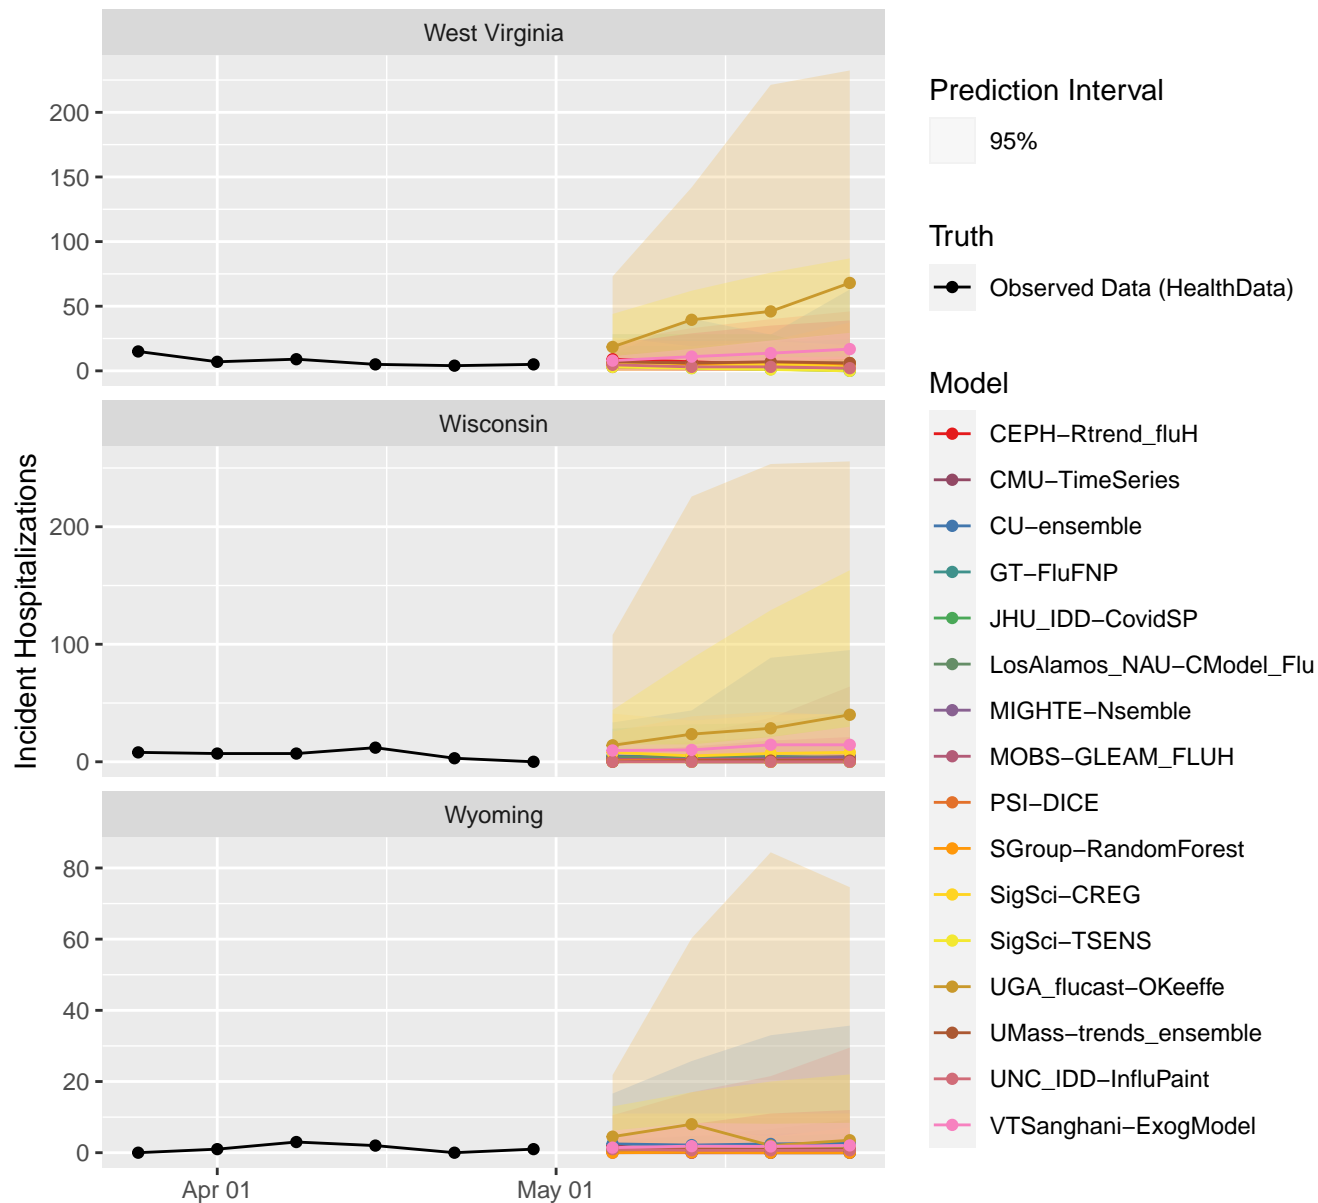 West Virginia
200
150
100
50
0
Wisconsin
200
100
0
Wyoming
80
60
40
20
0
Apr 01
May 01
Incident Hospitalizations
Prediction Interval
95%
Truth
Observed Data (HealthData)
Model
CEPH−Rtrend_fluH
CMU−TimeSeries
CU−ensemble
GT−FluFNP
JHU_IDD−CovidSP
LosAlamos_NAU−CModel_Flu
MIGHTE−Nsemble
MOBS−GLEAM_FLUH
PSI−DICE
SGroup−RandomForest
SigSci−CREG
SigSci−TSENS
UGA_flucast−OKeeffe
UMass−trends_ensemble
UNC_IDD−InfluPaint
VTSanghani−ExogModel